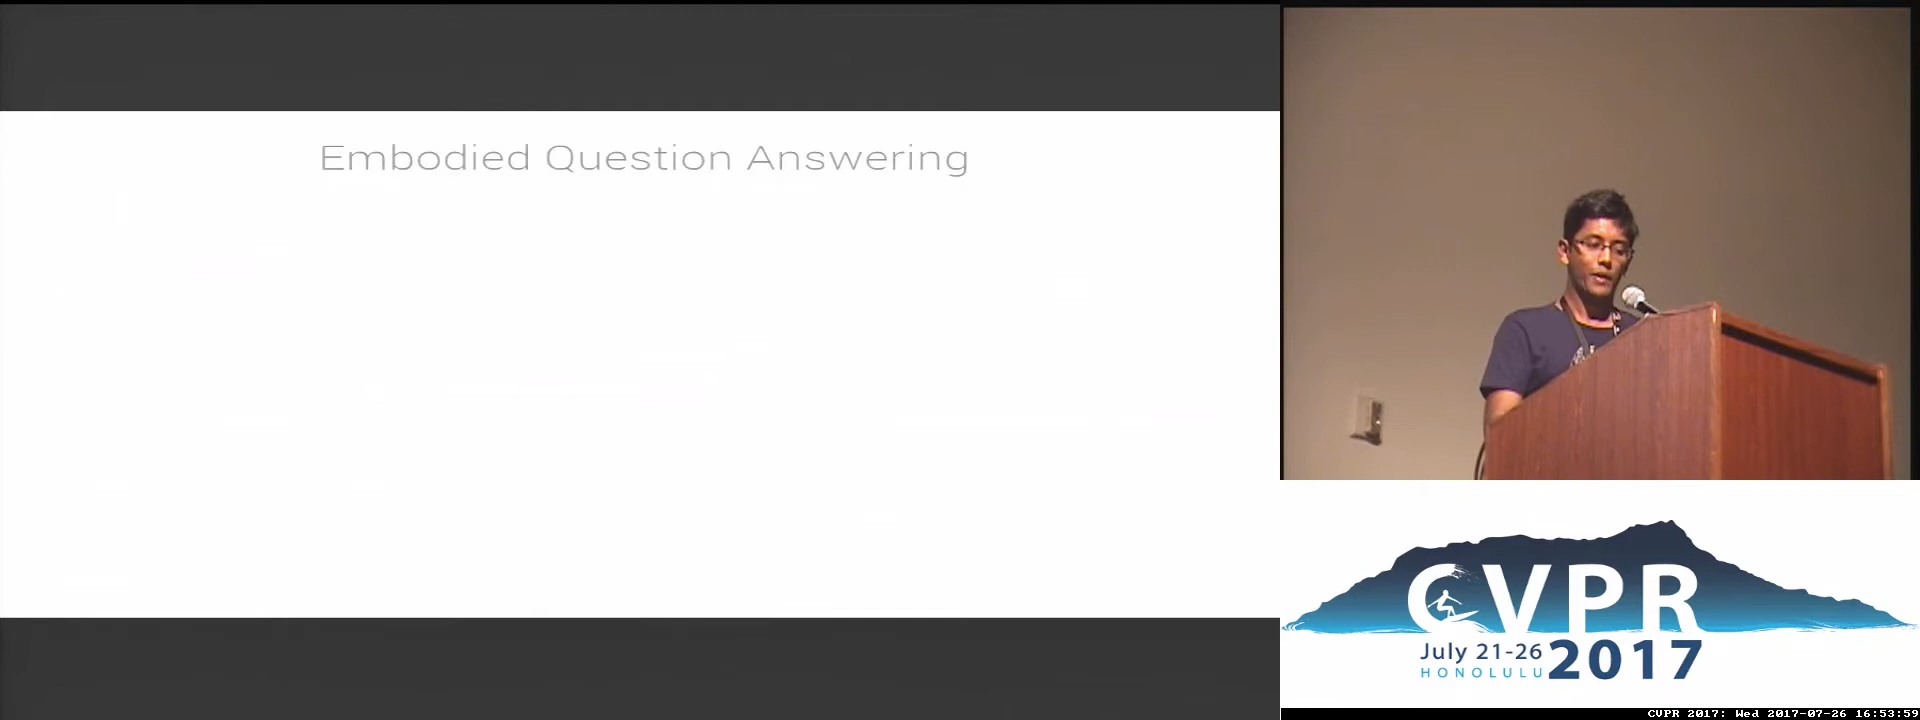 Embodied Question Answering
CVPR
July 21-26
HONOLULU
2017
CVPR 2017: Wed 2017-07-26 16:53:59